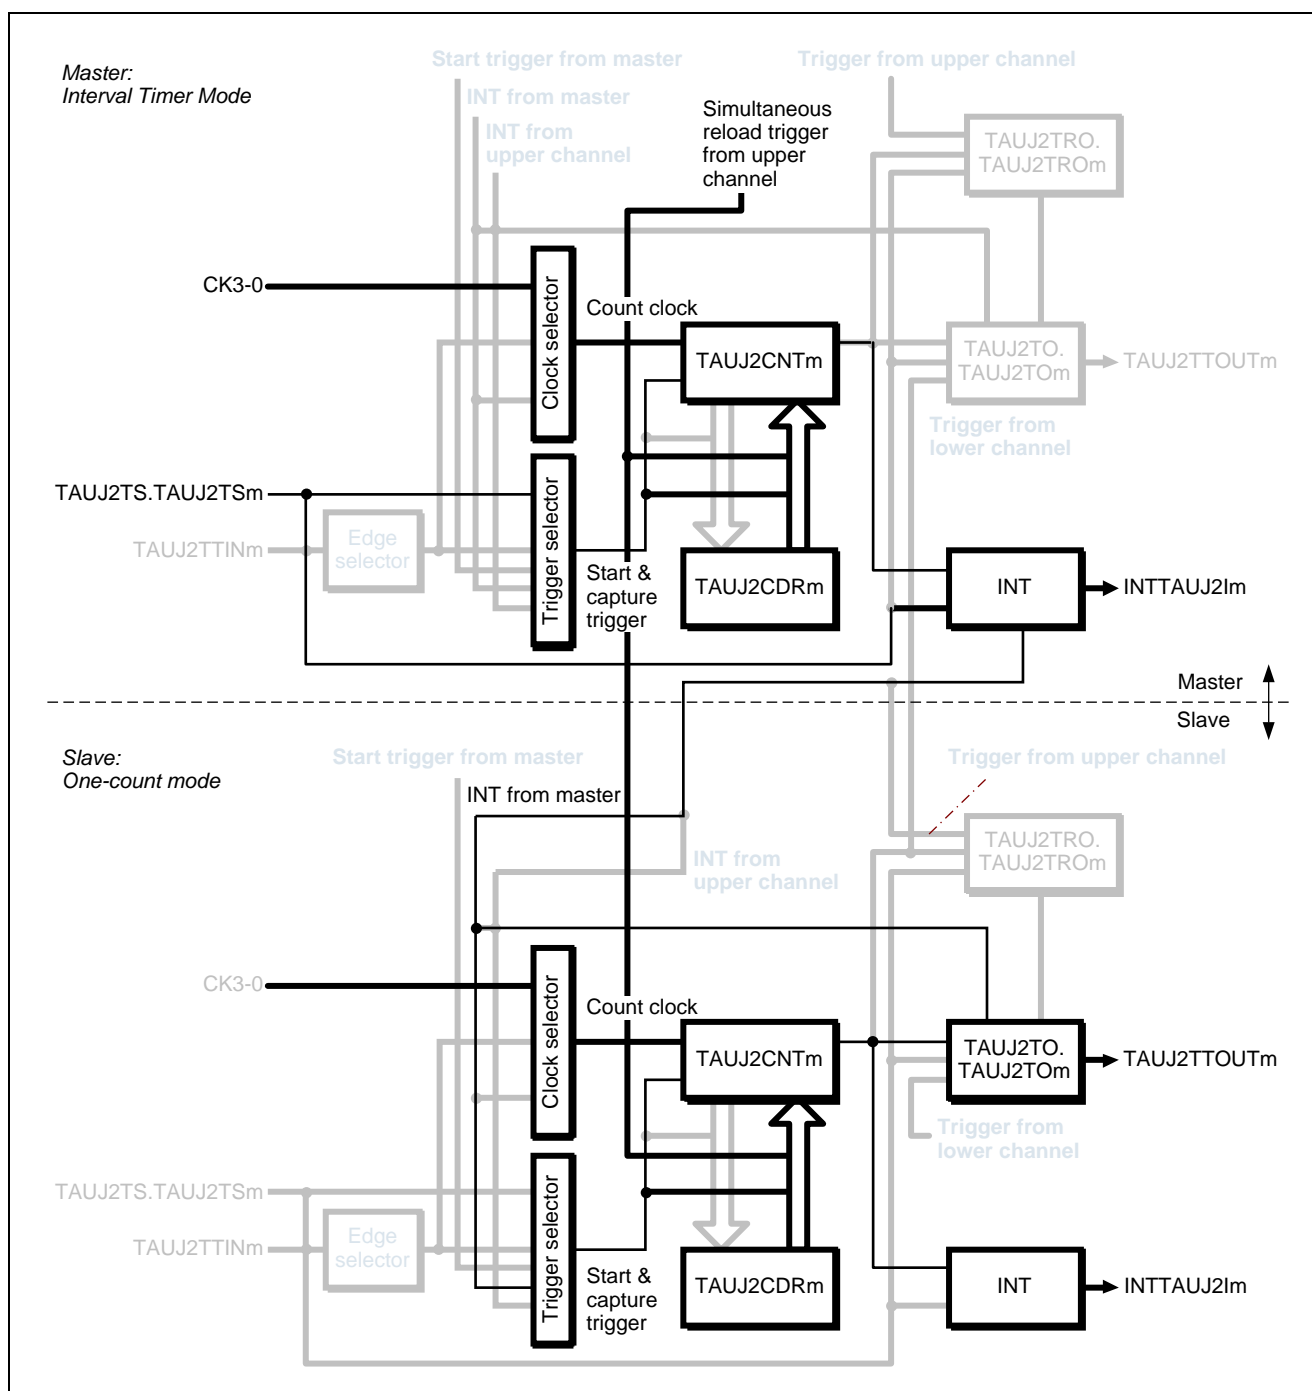 Master:
Interval Timer Mode
Start trigger from master
INT from master
INT from
upper channel
Simultaneous
reload trigger
from upper
channel
Trigger from upper channel
TAUJ2TRO.
TAUJ2TROm
CK3-0
Clock selector
Count clock
TAUJ2CNTm
TAUJ2TO.
TAUJ2TOm
TAUJ2TTOUTm
Trigger from
lower channel
TAUJ2TS.TAUJ2TSm
TAUJ2TTINm
Edge
selector
Trigger selector
Start &
capture
trigger
TAUJ2CDRm
INT
INTTAUJ2Im
Master
Slave
Slave:
One-count mode
Start trigger from master
INT from master
INT from
upper channel
Trigger from upper channel
TAUJ2TRO.
TAUJ2TROm
CK3-0
Clock selector
Count clock
TAUJ2CNTm
TAUJ2TO.
TAUJ2TOm
TAUJ2TTOUTm
Trigger from
lower channel
TAUJ2TS.TAUJ2TSm
TAUJ2TTINm
Edge
selector
Trigger selector
Start &
capture
trigger
TAUJ2CDRm
INT
INTTAUJ2Im